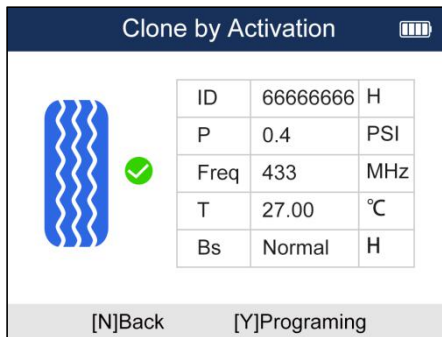 Clone by Activation
ID 66666666 H
P 0.4 PSI
Freq 433 MHz
T 27.00 ℃
Bs Normal H
[N]Back [Y]Programing